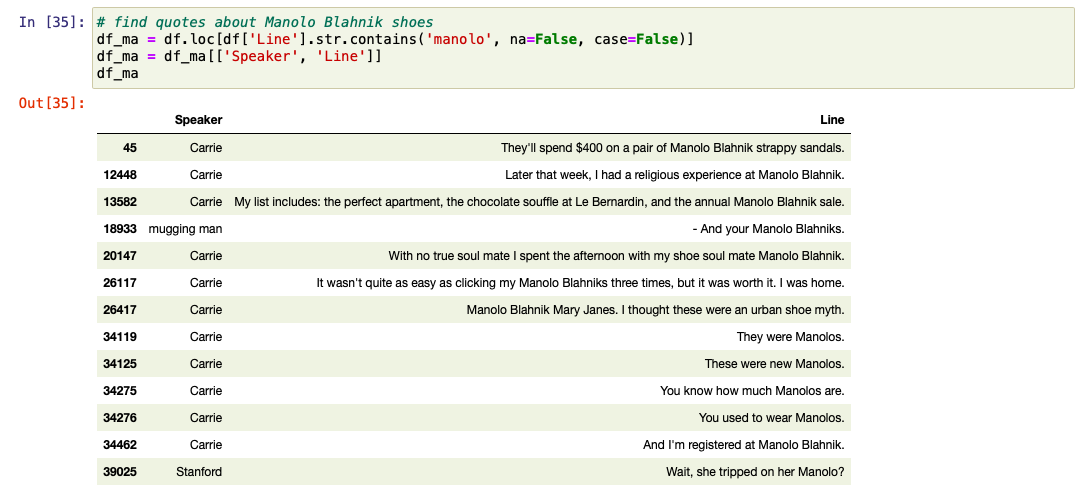 In [35]: # find quotes about Manolo Blahnik shoes
df_ma = df.loc[df['Line'].str.contains('manolo', na=False, case=False)]
df_ma = df_ma[['Speaker', 'Line']]
df_ma
Out[35]:
Speaker Line
45 Carrie They'll spend $400 on a pair of Manolo Blahnik strappy sandals.
12448 Carrie Later that week, I had a religious experience at Manolo Blahnik.
13582 Carrie My list includes: the perfect apartment, the chocolate souffle at Le Bernardin, and the annual Manolo Blahnik sale.
18933 mugging man - And your Manolo Blahniks.
20147 Carrie With no true soul mate I spent the afternoon with my shoe soul mate Manolo Blahnik.
26117 Carrie It wasn't quite as easy as clicking my Manolo Blahniks three times, but it was worth it. I was home.
26417 Carrie Manolo Blahnik Mary Janes. I thought these were an urban shoe myth.
34119 Carrie They were Manolos.
34125 Carrie These were new Manolos.
34275 Carrie You know how much Manolos are.
34276 Carrie You used to wear Manolos.
34462 Carrie And I'm registered at Manolo Blahnik.
39025 Stanford Wait, she tripped on her Manolo?